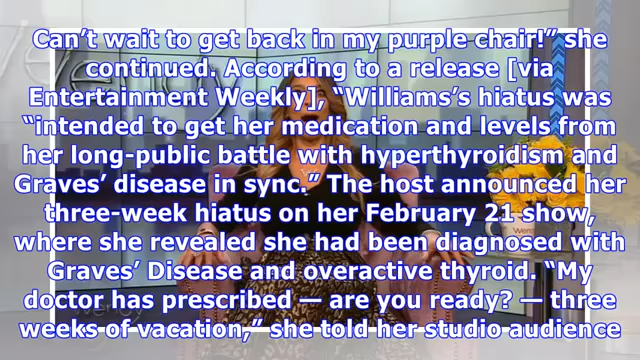 Can’t wait to get back in my purple chair!” she
continued. According to a release [via
Entertainment Weekly], “Williams’s hiatus was
“intended to get her medication and levels from
her long-public battle with hyperthyroidism and
Graves’ disease in sync.” The host announced her
three-week hiatus on her February 21 show,
where she revealed she had been diagnosed with
Graves’ Disease and overactive thyroid. “My
doctor has prescribed — are you ready? — three
weeks of vacation,” she told her studio audience